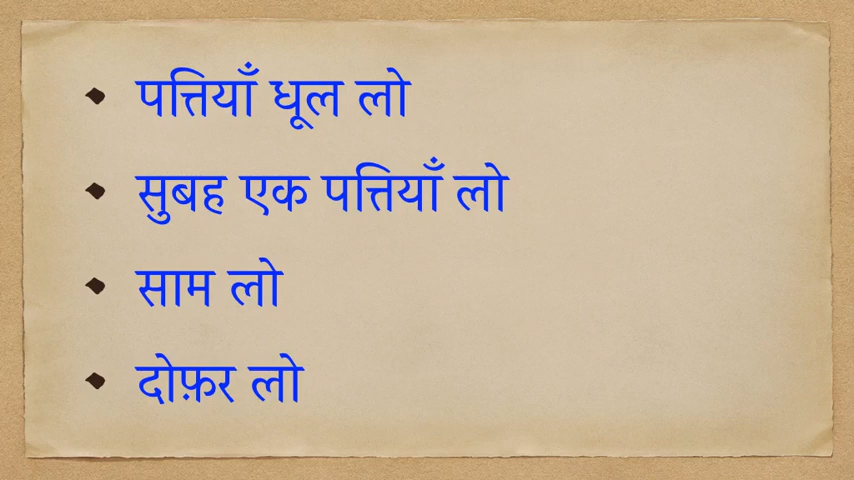 पत्तियाँ धूल लो
सुबह एक पत्तियाँ लो
साम लो
दोफ़र लो